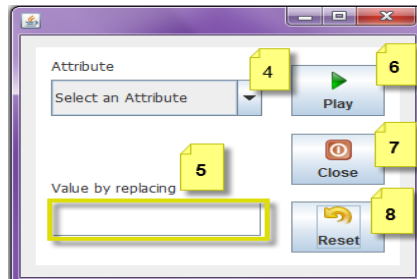 Attribute
4
6
Select an Attribute
Play
5
7
Close
Value by replacing
8
Reset